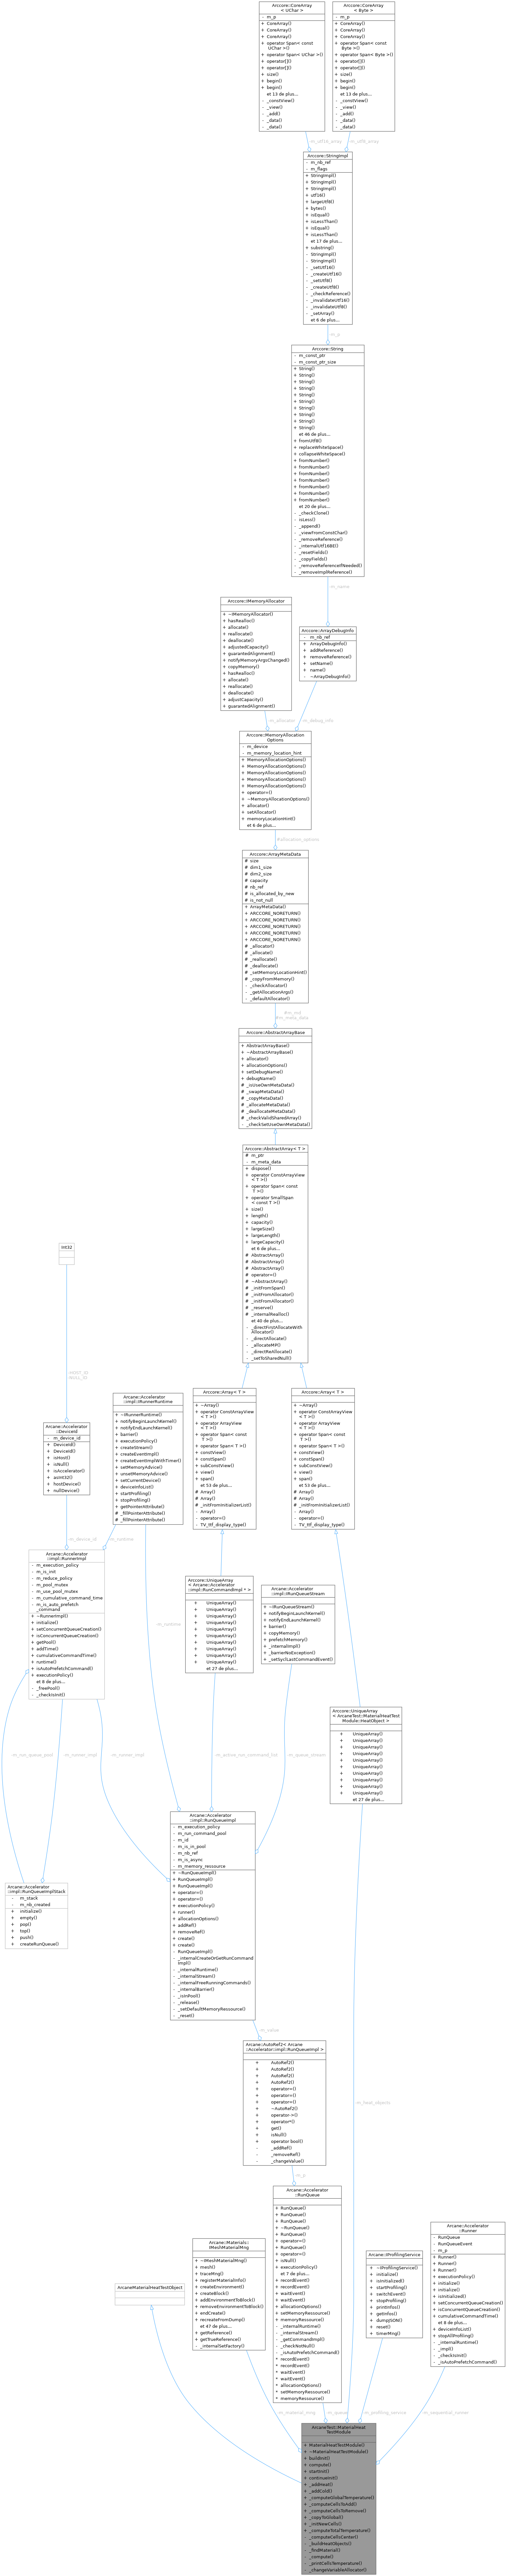 Arccore::CoreArray
< UChar >
- m_p
+ CoreArray()
+ CoreArray()
+ CoreArray()
+ operator Span< const
UChar >()
+ operator Span< UChar >()
+ operator[]()
+ operator[]()
+ size()
+ begin()
+ begin()
et 13 de plus...
- _constView()
- _view()
- _add()
- _data()
- _data()
Arccore::CoreArray
< Byte >
- m_p
+ CoreArray()
+ CoreArray()
+ CoreArray()
+ operator Span< const
Byte >()
+ operator Span< Byte >()
+ operator[]()
+ operator[]()
+ size()
+ begin()
+ begin()
et 13 de plus...
- _constView()
- _view()
- _add()
- _data()
- _data()
m_utf16_array
m_utf8_array
Arccore::StringImpl
- m_nb_ref
- m_flags
+ StringImpl()
+ StringImpl()
+ StringImpl()
+ utf16()
+ largeUtf8()
+ bytes()
+ isEqual()
+ isLessThan()
+ isEqual()
+ isLessThan()
et 17 de plus...
+ substring()
- StringImpl()
- StringImpl()
- _setUtf16()
- _createUtf16()
- _setUtf8()
- _createUtf8()
- _checkReference()
- _invalidateUtf16()
- _invalidateUtf8()
- _setArray()
et 6 de plus...
m_p
Arccore::String
- m_const_ptr
- m_const_ptr_size
+ String()
+ String()
+ String()
+ String()
+ String()
+ String()
+ String()
+ String()
+ String()
+ String()
et 46 de plus...
+ fromUtf8()
+ replaceWhiteSpace()
+ collapseWhiteSpace()
+ fromNumber()
+ fromNumber()
+ fromNumber()
+ fromNumber()
+ fromNumber()
+ fromNumber()
+ fromNumber()
et 20 de plus...
- _checkClone()
- isLess()
- _append()
- _viewFromConstChar()
- _removeReference()
- _internalUtf16BE()
- _resetFields()
- _copyFields()
- _removeReferenceIfNeeded()
- _removeImplReference()
m_name
Arccore::IMemoryAllocator
+ ~IMemoryAllocator()
+ hasRealloc()
+ allocate()
+ reallocate()
+ deallocate()
+ adjustedCapacity()
+ guarantedAlignment()
+ notifyMemoryArgsChanged()
+ copyMemory()
+ hasRealloc()
+ allocate()
+ reallocate()
+ deallocate()
+ adjustCapacity()
+ guarantedAlignment()
Arccore::ArrayDebugInfo
- m_nb_ref
+ ArrayDebugInfo()
+ addReference()
+ removeReference()
+ setName()
+ name()
- ~ArrayDebugInfo()
m_allocator
m_debug_info
Arccore::MemoryAllocation
Options
- m_device
- m_memory_location_hint
+ MemoryAllocationOptions()
+ MemoryAllocationOptions()
+ MemoryAllocationOptions()
+ MemoryAllocationOptions()
+ MemoryAllocationOptions()
+ operator=()
+ ~MemoryAllocationOptions()
+ allocator()
+ setAllocator()
+ memoryLocationHint()
et 6 de plus...
#allocation_options
Arccore::ArrayMetaData
# size
# dim1_size
# dim2_size
# capacity
# nb_ref
# is_allocated_by_new
# is_not_null
+ ArrayMetaData()
+ ARCCORE_NORETURN()
+ ARCCORE_NORETURN()
+ ARCCORE_NORETURN()
+ ARCCORE_NORETURN()
+ ARCCORE_NORETURN()
# _allocator()
# _allocate()
# _reallocate()
# _deallocate()
# _setMemoryLocationHint()
# _copyFromMemory()
- _checkAllocator()
- _getAllocationArgs()
- _defaultAllocator()
#m_md
#m_meta_data
Arccore::AbstractArrayBase
+ AbstractArrayBase()
+ ~AbstractArrayBase()
+ allocator()
+ allocationOptions()
+ setDebugName()
+ debugName()
# _isUseOwnMetaData()
# _swapMetaData()
# _copyMetaData()
# _allocateMetaData()
# _deallocateMetaData()
# _checkValidSharedArray()
- _checkSetUseOwnMetaData()
Arccore::AbstractArray< T >
# m_ptr
- m_meta_data
+ dispose()
+ operator ConstArrayView
< T >()
+ operator Span< const
T >()
+ operator SmallSpan
< const T >()
+ size()
+ length()
+ capacity()
+ largeSize()
+ largeLength()
+ largeCapacity()
et 6 de plus...
# AbstractArray()
# AbstractArray()
# AbstractArray()
# operator=()
# ~AbstractArray()
# _initFromSpan()
# _initFromAllocator()
# _initFromAllocator()
# _reserve()
# _internalRealloc()
et 40 de plus...
- _directFirstAllocateWith
Allocator()
- _directAllocate()
- _allocateMP()
- _directReAllocate()
- _setToSharedNull()
Int32
HOST_ID
NULL_ID
Arcane::Accelerator
::DeviceId
- m_device_id
+ DeviceId()
+ DeviceId()
+ isHost()
+ isNull()
+ isAccelerator()
+ asInt32()
+ hostDevice()
+ nullDevice()
Arcane::Accelerator
::impl::IRunnerRuntime
+ ~IRunnerRuntime()
+ notifyBeginLaunchKernel()
+ notifyEndLaunchKernel()
+ barrier()
+ executionPolicy()
+ createStream()
+ createEventImpl()
+ createEventImplWithTimer()
+ setMemoryAdvice()
+ unsetMemoryAdvice()
+ setCurrentDevice()
+ deviceInfoList()
+ startProfiling()
+ stopProfiling()
+ getPointerAttribute()
# _fillPointerAttribute()
# _fillPointerAttribute()
Arccore::Array< T >
+ ~Array()
+ operator ConstArrayView
< T >()
+ operator ArrayView
< T >()
+ operator Span< const
T >()
+ operator Span< T >()
+ constView()
+ constSpan()
+ subConstView()
+ view()
+ span()
et 53 de plus...
# Array()
# Array()
# _initFromInitializerList()
- Array()
- operator=()
- TV_ttf_display_type()
Arccore::Array< T >
+ ~Array()
+ operator ConstArrayView
< T >()
+ operator ArrayView
< T >()
+ operator Span< const
T >()
+ operator Span< T >()
+ constView()
+ constSpan()
+ subConstView()
+ view()
+ span()
et 53 de plus...
# Array()
# Array()
# _initFromInitializerList()
- Array()
- operator=()
- TV_ttf_display_type()
m_device_id
m_runtime
Arcane::Accelerator
::impl::RunnerImpl
- m_execution_policy
- m_is_init
- m_reduce_policy
- m_pool_mutex
- m_use_pool_mutex
- m_cumulative_command_time
- m_is_auto_prefetch
_command
+ ~RunnerImpl()
+ initialize()
+ setConcurrentQueueCreation()
+ isConcurrentQueueCreation()
+ getPool()
+ addTime()
+ cumulativeCommandTime()
+ runtime()
+ isAutoPrefetchCommand()
+ executionPolicy()
et 8 de plus...
- _freePool()
- _checkIsInit()
Arccore::UniqueArray
< Arcane::Accelerator
::impl::RunCommandImpl * >
+ UniqueArray()
+ UniqueArray()
+ UniqueArray()
+ UniqueArray()
+ UniqueArray()
+ UniqueArray()
+ UniqueArray()
+ UniqueArray()
+ UniqueArray()
+ UniqueArray()
et 27 de plus...
Arcane::Accelerator
::impl::IRunQueueStream
+ ~IRunQueueStream()
+ notifyBeginLaunchKernel()
+ notifyEndLaunchKernel()
+ barrier()
+ copyMemory()
+ prefetchMemory()
+ _internalImpl()
+ _barrierNoException()
+ _setSyclLastCommandEvent()
m_runtime
Arccore::UniqueArray
< ArcaneTest::MaterialHeatTest
Module::HeatObject >
+ UniqueArray()
+ UniqueArray()
+ UniqueArray()
+ UniqueArray()
+ UniqueArray()
+ UniqueArray()
+ UniqueArray()
+ UniqueArray()
+ UniqueArray()
+ UniqueArray()
et 27 de plus...
m_run_queue_pool
m_runner_impl
m_runner_impl
m_active_run_command_list
m_queue_stream
Arcane::Accelerator
::impl::RunQueueImplStack
- m_stack
- m_nb_created
+ initialize()
+ empty()
+ pop()
+ top()
+ push()
+ createRunQueue()
Arcane::Accelerator
::impl::RunQueueImpl
- m_execution_policy
- m_run_command_pool
- m_id
- m_is_in_pool
- m_nb_ref
- m_is_async
- m_memory_ressource
+ ~RunQueueImpl()
+ RunQueueImpl()
+ RunQueueImpl()
+ operator=()
+ operator=()
+ executionPolicy()
+ runner()
+ allocationOptions()
+ addRef()
+ removeRef()
+ create()
+ create()
- RunQueueImpl()
- _internalCreateOrGetRunCommand
Impl()
- _internalRuntime()
- _internalStream()
- _internalFreeRunningCommands()
- _internalBarrier()
- _isInPool()
- _release()
- _setDefaultMemoryRessource()
- _reset()
m_value
m_heat_objects
Arcane::AutoRef2< Arcane
::Accelerator::impl::RunQueueImpl >
+ AutoRef2()
+ AutoRef2()
+ AutoRef2()
+ AutoRef2()
+ operator=()
+ operator=()
+ operator=()
+ ~AutoRef2()
+ operator->()
+ operator*()
+ get()
+ isNull()
+ operator bool()
- _addRef()
- _removeRef()
- _changeValue()
m_p
ArcaneMaterialHeatTestObject
Arcane::Materials::
IMeshMaterialMng
+ ~IMeshMaterialMng()
+ mesh()
+ traceMng()
+ registerMaterialInfo()
+ createEnvironment()
+ createBlock()
+ addEnvironmentToBlock()
+ removeEnvironmentToBlock()
+ endCreate()
+ recreateFromDump()
et 47 de plus...
+ getReference()
+ getTrueReference()
- _internalSetFactory()
Arcane::Accelerator
::RunQueue
+ RunQueue()
+ RunQueue()
+ RunQueue()
+ ~RunQueue()
+ RunQueue()
+ operator=()
+ RunQueue()
+ operator=()
+ isNull()
+ executionPolicy()
et 7 de plus...
+ recordEvent()
+ recordEvent()
+ waitEvent()
+ waitEvent()
+ allocationOptions()
+ setMemoryRessource()
+ memoryRessource()
- _internalRuntime()
- _internalStream()
- _getCommandImpl()
- _checkNotNull()
- _isAutoPrefetchCommand()
* recordEvent()
* recordEvent()
* waitEvent()
* waitEvent()
* allocationOptions()
* setMemoryRessource()
* memoryRessource()
Arcane::IProfilingService
+ ~IProfilingService()
+ initialize()
+ isInitialized()
+ startProfiling()
+ switchEvent()
+ stopProfiling()
+ printInfos()
+ getInfos()
+ dumpJSON()
+ reset()
+ timerMng()
Arcane::Accelerator
::Runner
- RunQueue
- RunQueueEvent
- m_p
+ Runner()
+ Runner()
+ Runner()
+ executionPolicy()
+ initialize()
+ initialize()
+ isInitialized()
+ setConcurrentQueueCreation()
+ isConcurrentQueueCreation()
+ cumulativeCommandTime()
et 8 de plus...
+ deviceInfoList()
+ stopAllProfiling()
- _internalRuntime()
- _impl()
- _checkIsInit()
- _isAutoPrefetchCommand()
m_material_mng
m_queue
m_profiling_service
m_sequential_runner
ArcaneTest::MaterialHeat
TestModule
+ MaterialHeatTestModule()
+ ~MaterialHeatTestModule()
+ buildInit()
+ compute()
+ startInit()
+ continueInit()
+ _addHeat()
+ _addCold()
+ _computeGlobalTemperature()
+ _computeCellsToAdd()
+ _computeCellsToRemove()
+ _copyToGlobal()
+ _initNewCells()
+ _computeTotalTemperature()
- _computeCellsCenter()
- _buildHeatObjects()
- _findMaterial()
- _compute()
- _printCellsTemperature()
- _changeVariableAllocator()